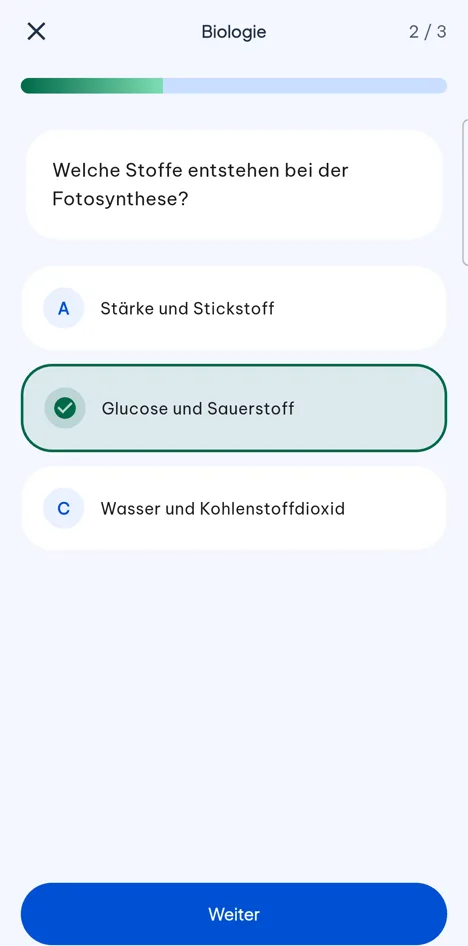 Biologie
2 / 3
Welche Stoffe entstehen bei der
Fotosynthese?
A
Stärke und Stickstoff
Glucose und Sauerstoff
C
Wasser und Kohlenstoffdioxid
Weiter